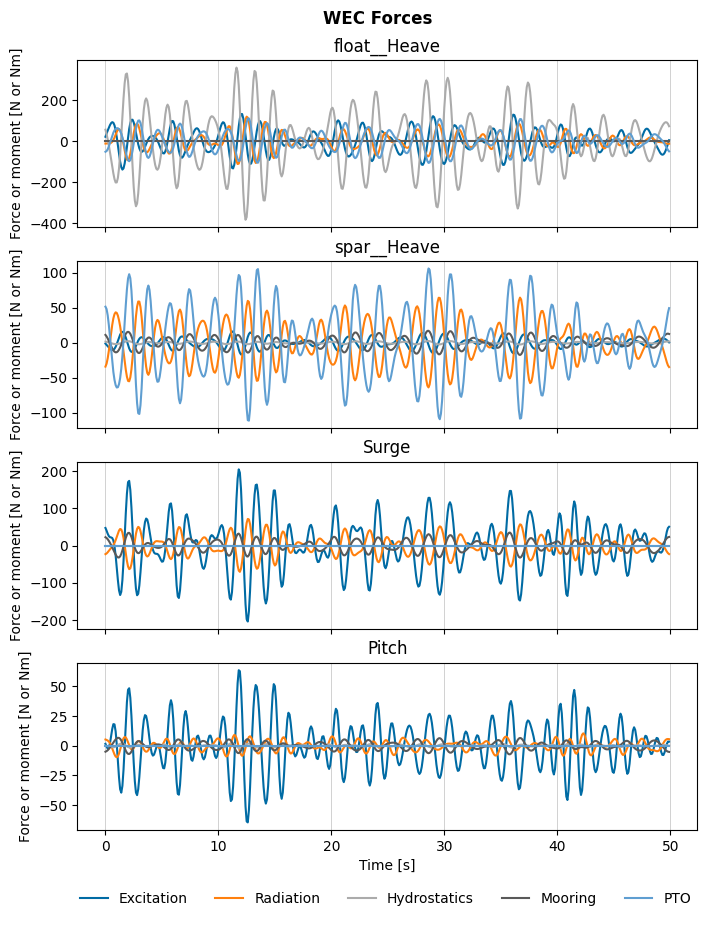 WEC Forces
float__Heave
Force or moment [N or Nm]
200
0
−200
−400
spar__Heave
Force or moment [N or Nm]
100
50
0
−50
−100
Surge
Force or moment [N or Nm]
200
100
0
−100
−200
Pitch
Force or moment [N or Nm]
50
25
0
−25
−50
0 10 20 30 40 50
Time [s]
Excitation Radiation Hydrostatics Mooring PTO